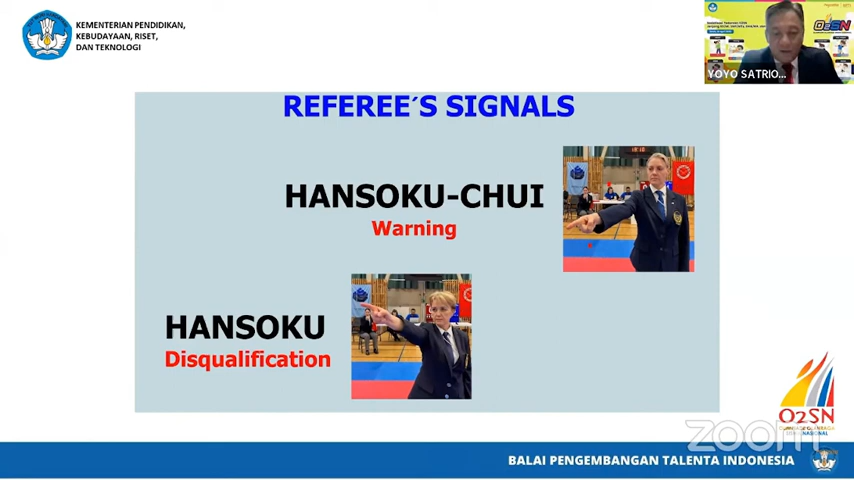 KEMENTERIAN PENDIDIKAN,
KEBUDAYAAN, RISET,
DAN TEKNOLOGI
O2SN
YOYO SATRIO...
REFEREE´S SIGNALS
HANSOKU-CHUI
Warning
HANSOKU
Disqualification
O2SN
zoom
BALAI PENGEMBANGAN TALENTA INDONESIA